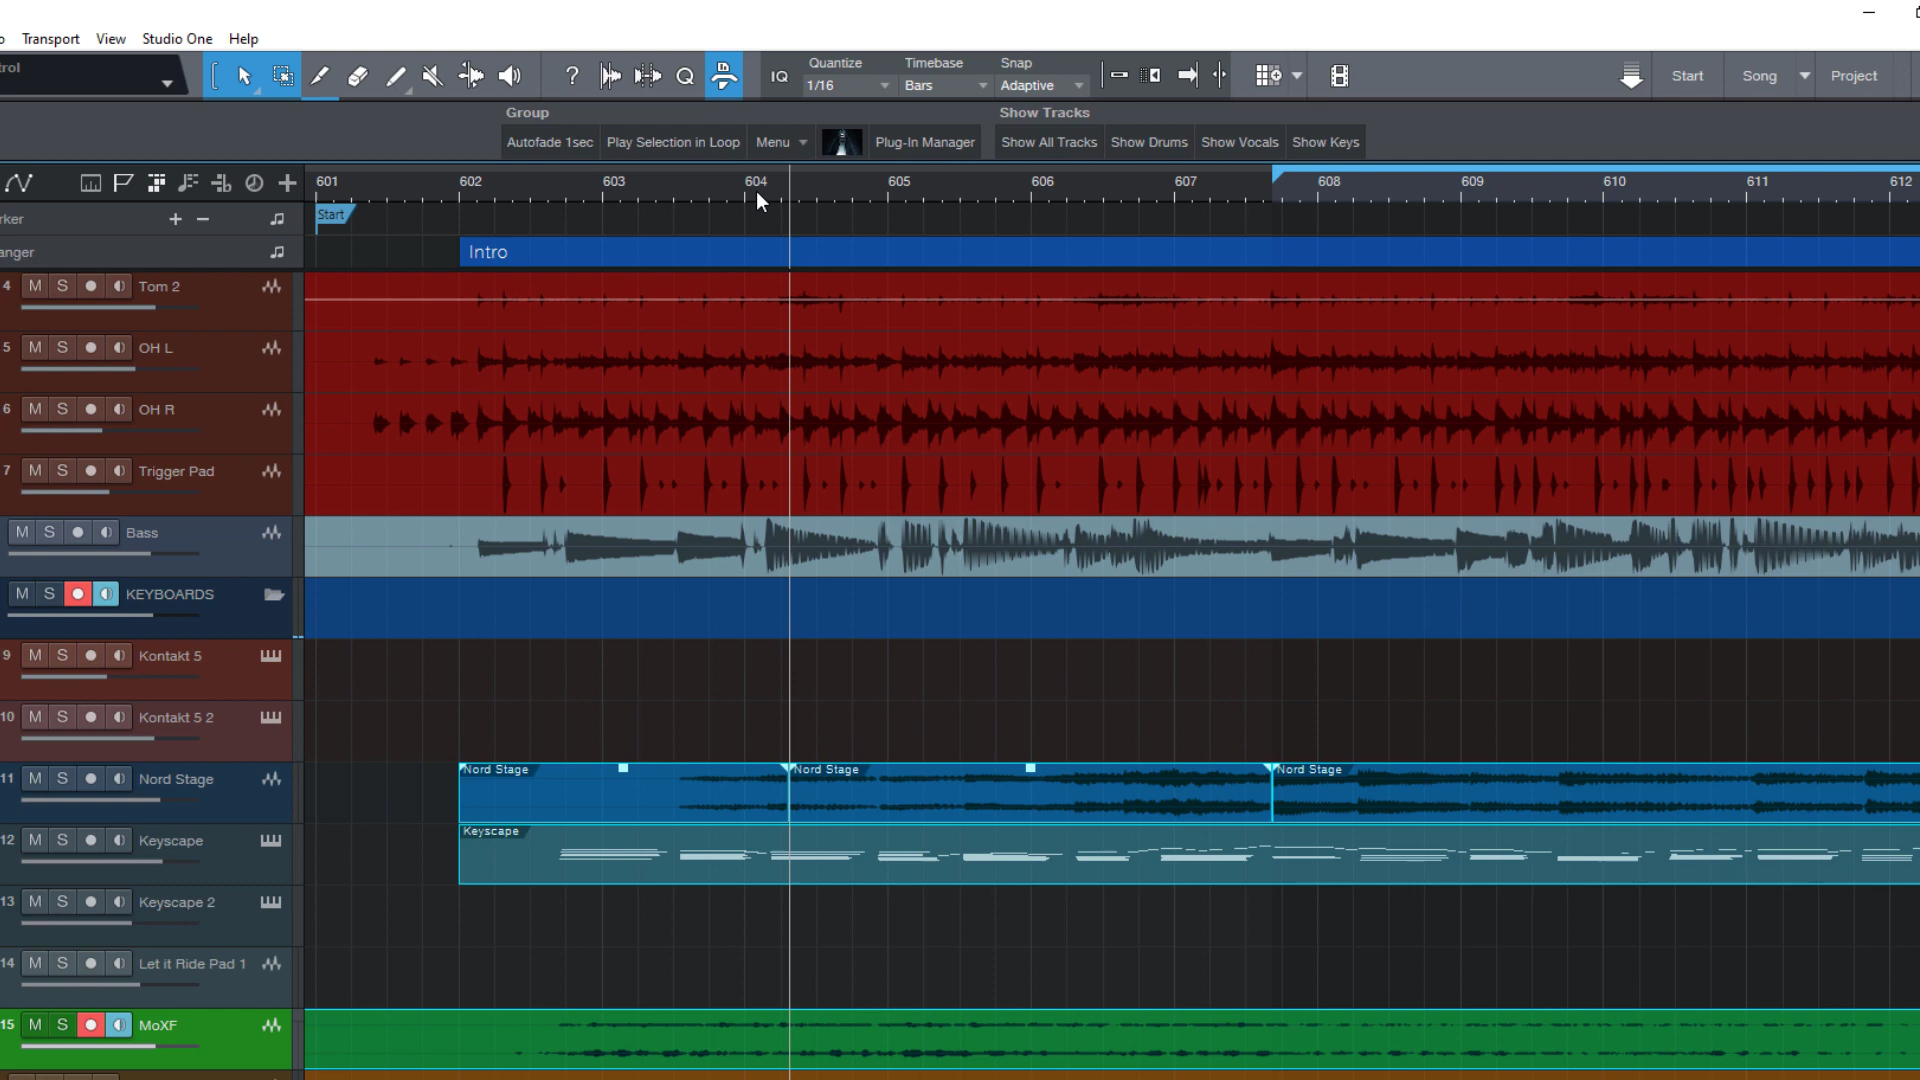 o Transport View Help
Studio One
rol
?
Q
IQ
Quantize Timebase Snap
1/16 Bars Adaptive
Start Song Project
Group Show Tracks
Autofade 1sec Play Selection in Loop Menu Plug-In Manager Show All Tracks Show Drums Show Vocals Show Keys
601 602 603 604 605 606 607 608 609 610 611 612
rker + −
Start
anger
Intro
4 M S Tom 2
5 M S OH L
6 M S OH R
7 M S Trigger Pad
M S Bass
M S KEYBOARDS
9 M S Kontakt 5
10 M S Kontakt 5 2
11 M S Nord Stage
Nord Stage Nord Stage Nord Stage
12 M S Keyscape
Keyscape
13 M S Keyscape 2
14 M S Let it Ride Pad 1
15 M S MoXF